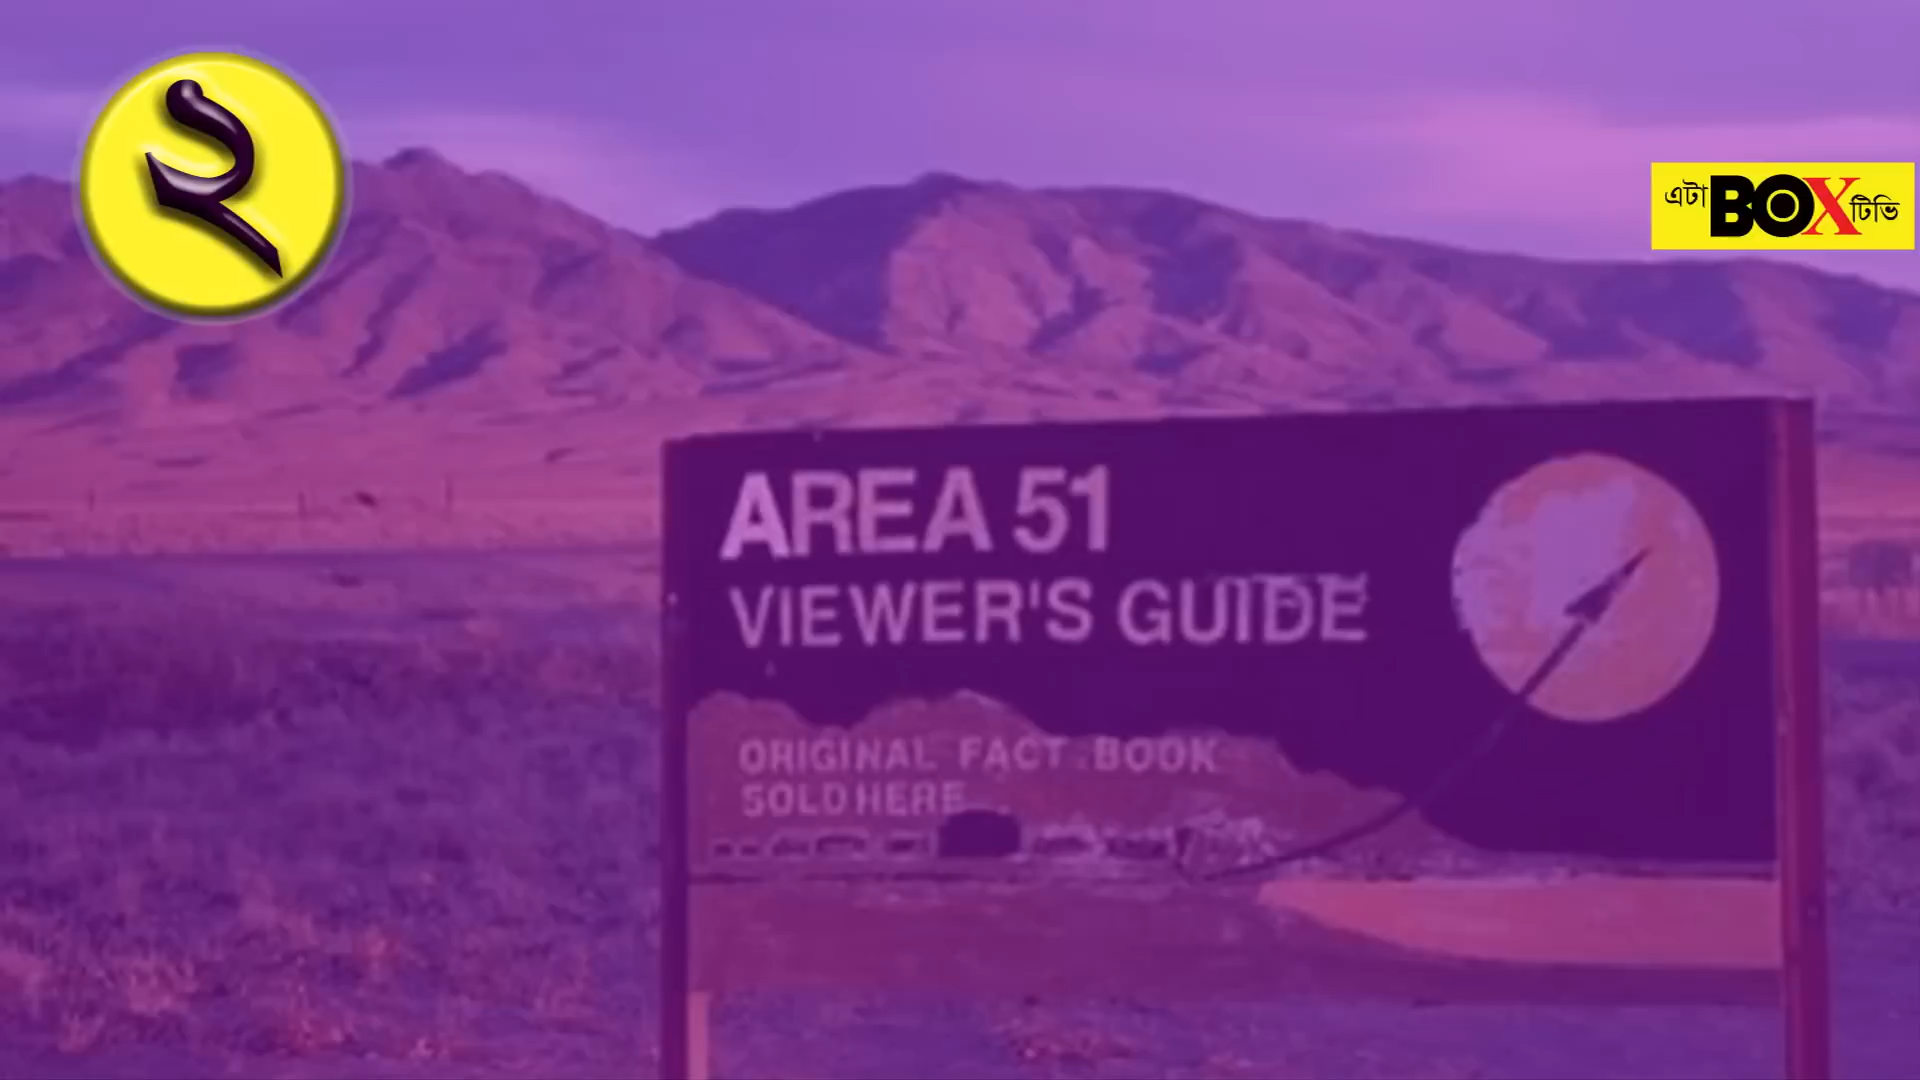 ২
এটা BOX টিভি
AREA 51
VIEWER'S GUIDE
ORIGINAL FACT BOOK
SOLD HERE